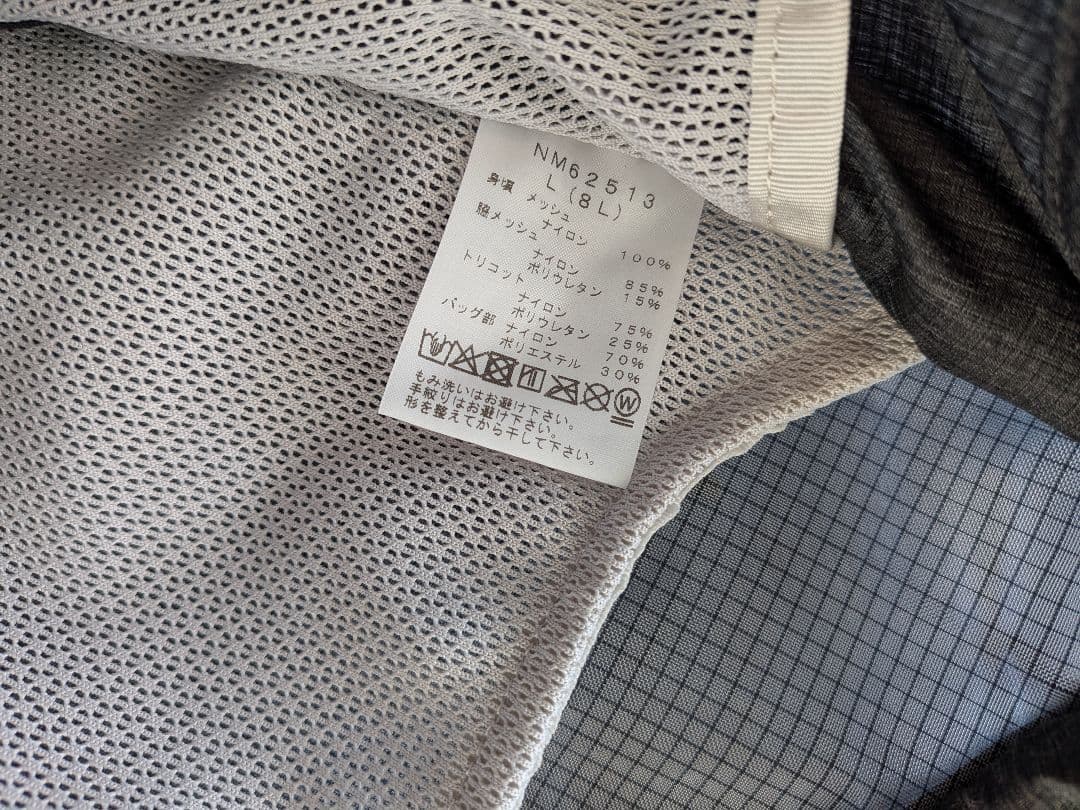 NM62513
L (8L)
身頃 メッシュ
ナイロン 100%
脇メッシュ
ナイロン 85%
ポリウレタン 15%
トリコット
ナイロン 75%
ポリウレタン 25%
バッグ部 ナイロン 70%
ポリエステル 30%
W
もみ洗いはお避け下さい。
手絞りはお避け下さい。
形を整えてから干して下さい。